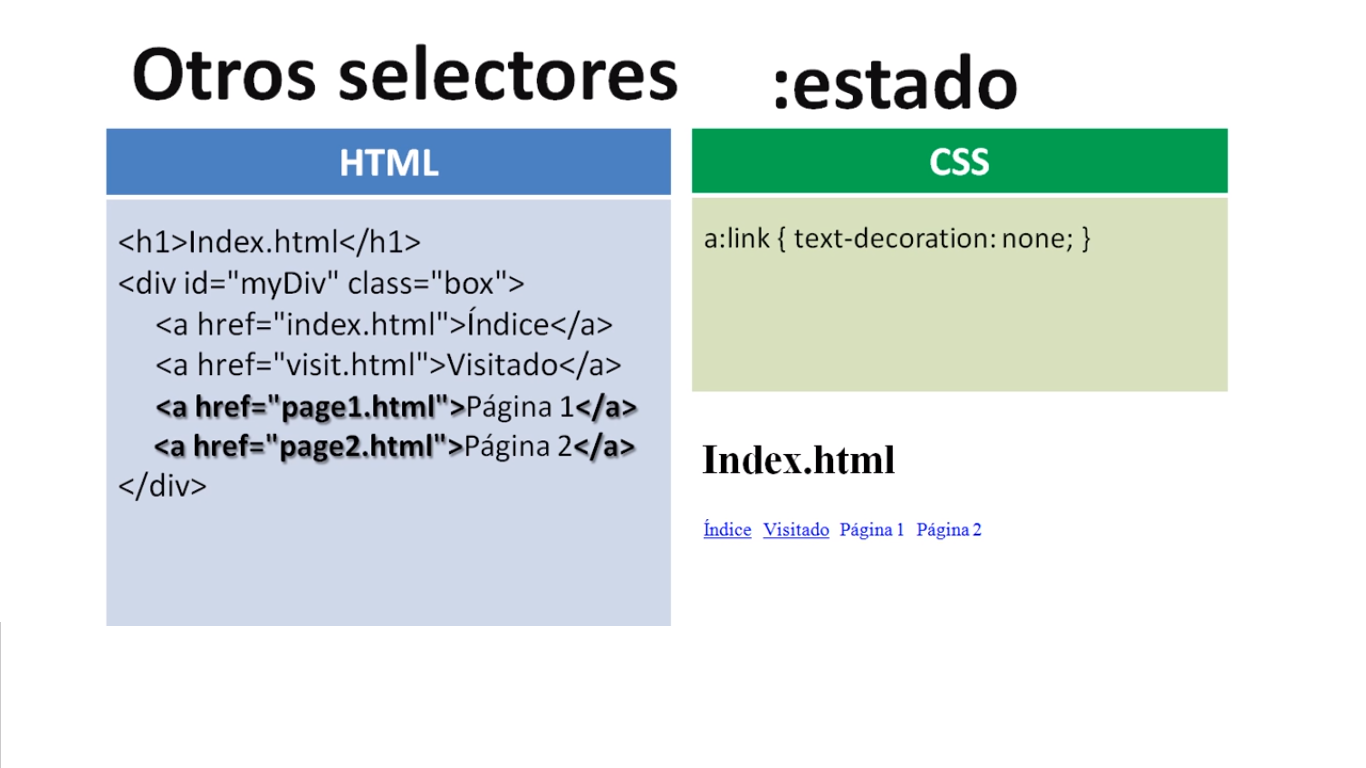 Otros selectores :estado
HTML
<h1>Index.html</h1>
<div id="myDiv" class="box">
<a href="index.html">Índice</a>
<a href="visit.html">Visitado</a>
<a href="page1.html">Página 1</a>
<a href="page2.html">Página 2</a>
</div>
CSS
a:link { text-decoration: none; }
Index.html
Índice Visitado Página 1 Página 2